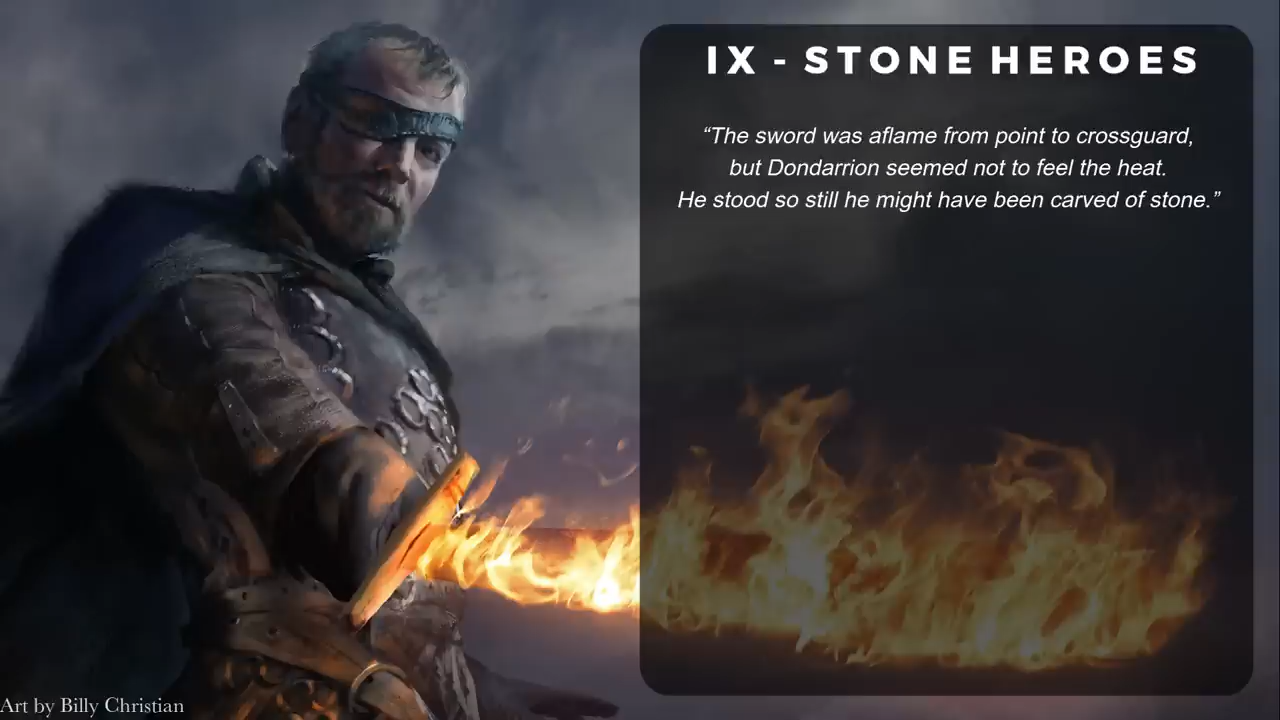 IX - STONE HEROES
“The sword was aflame from point to crossguard,
but Dondarrion seemed not to feel the heat.
He stood so still he might have been carved of stone.”
Art by Billy Christian